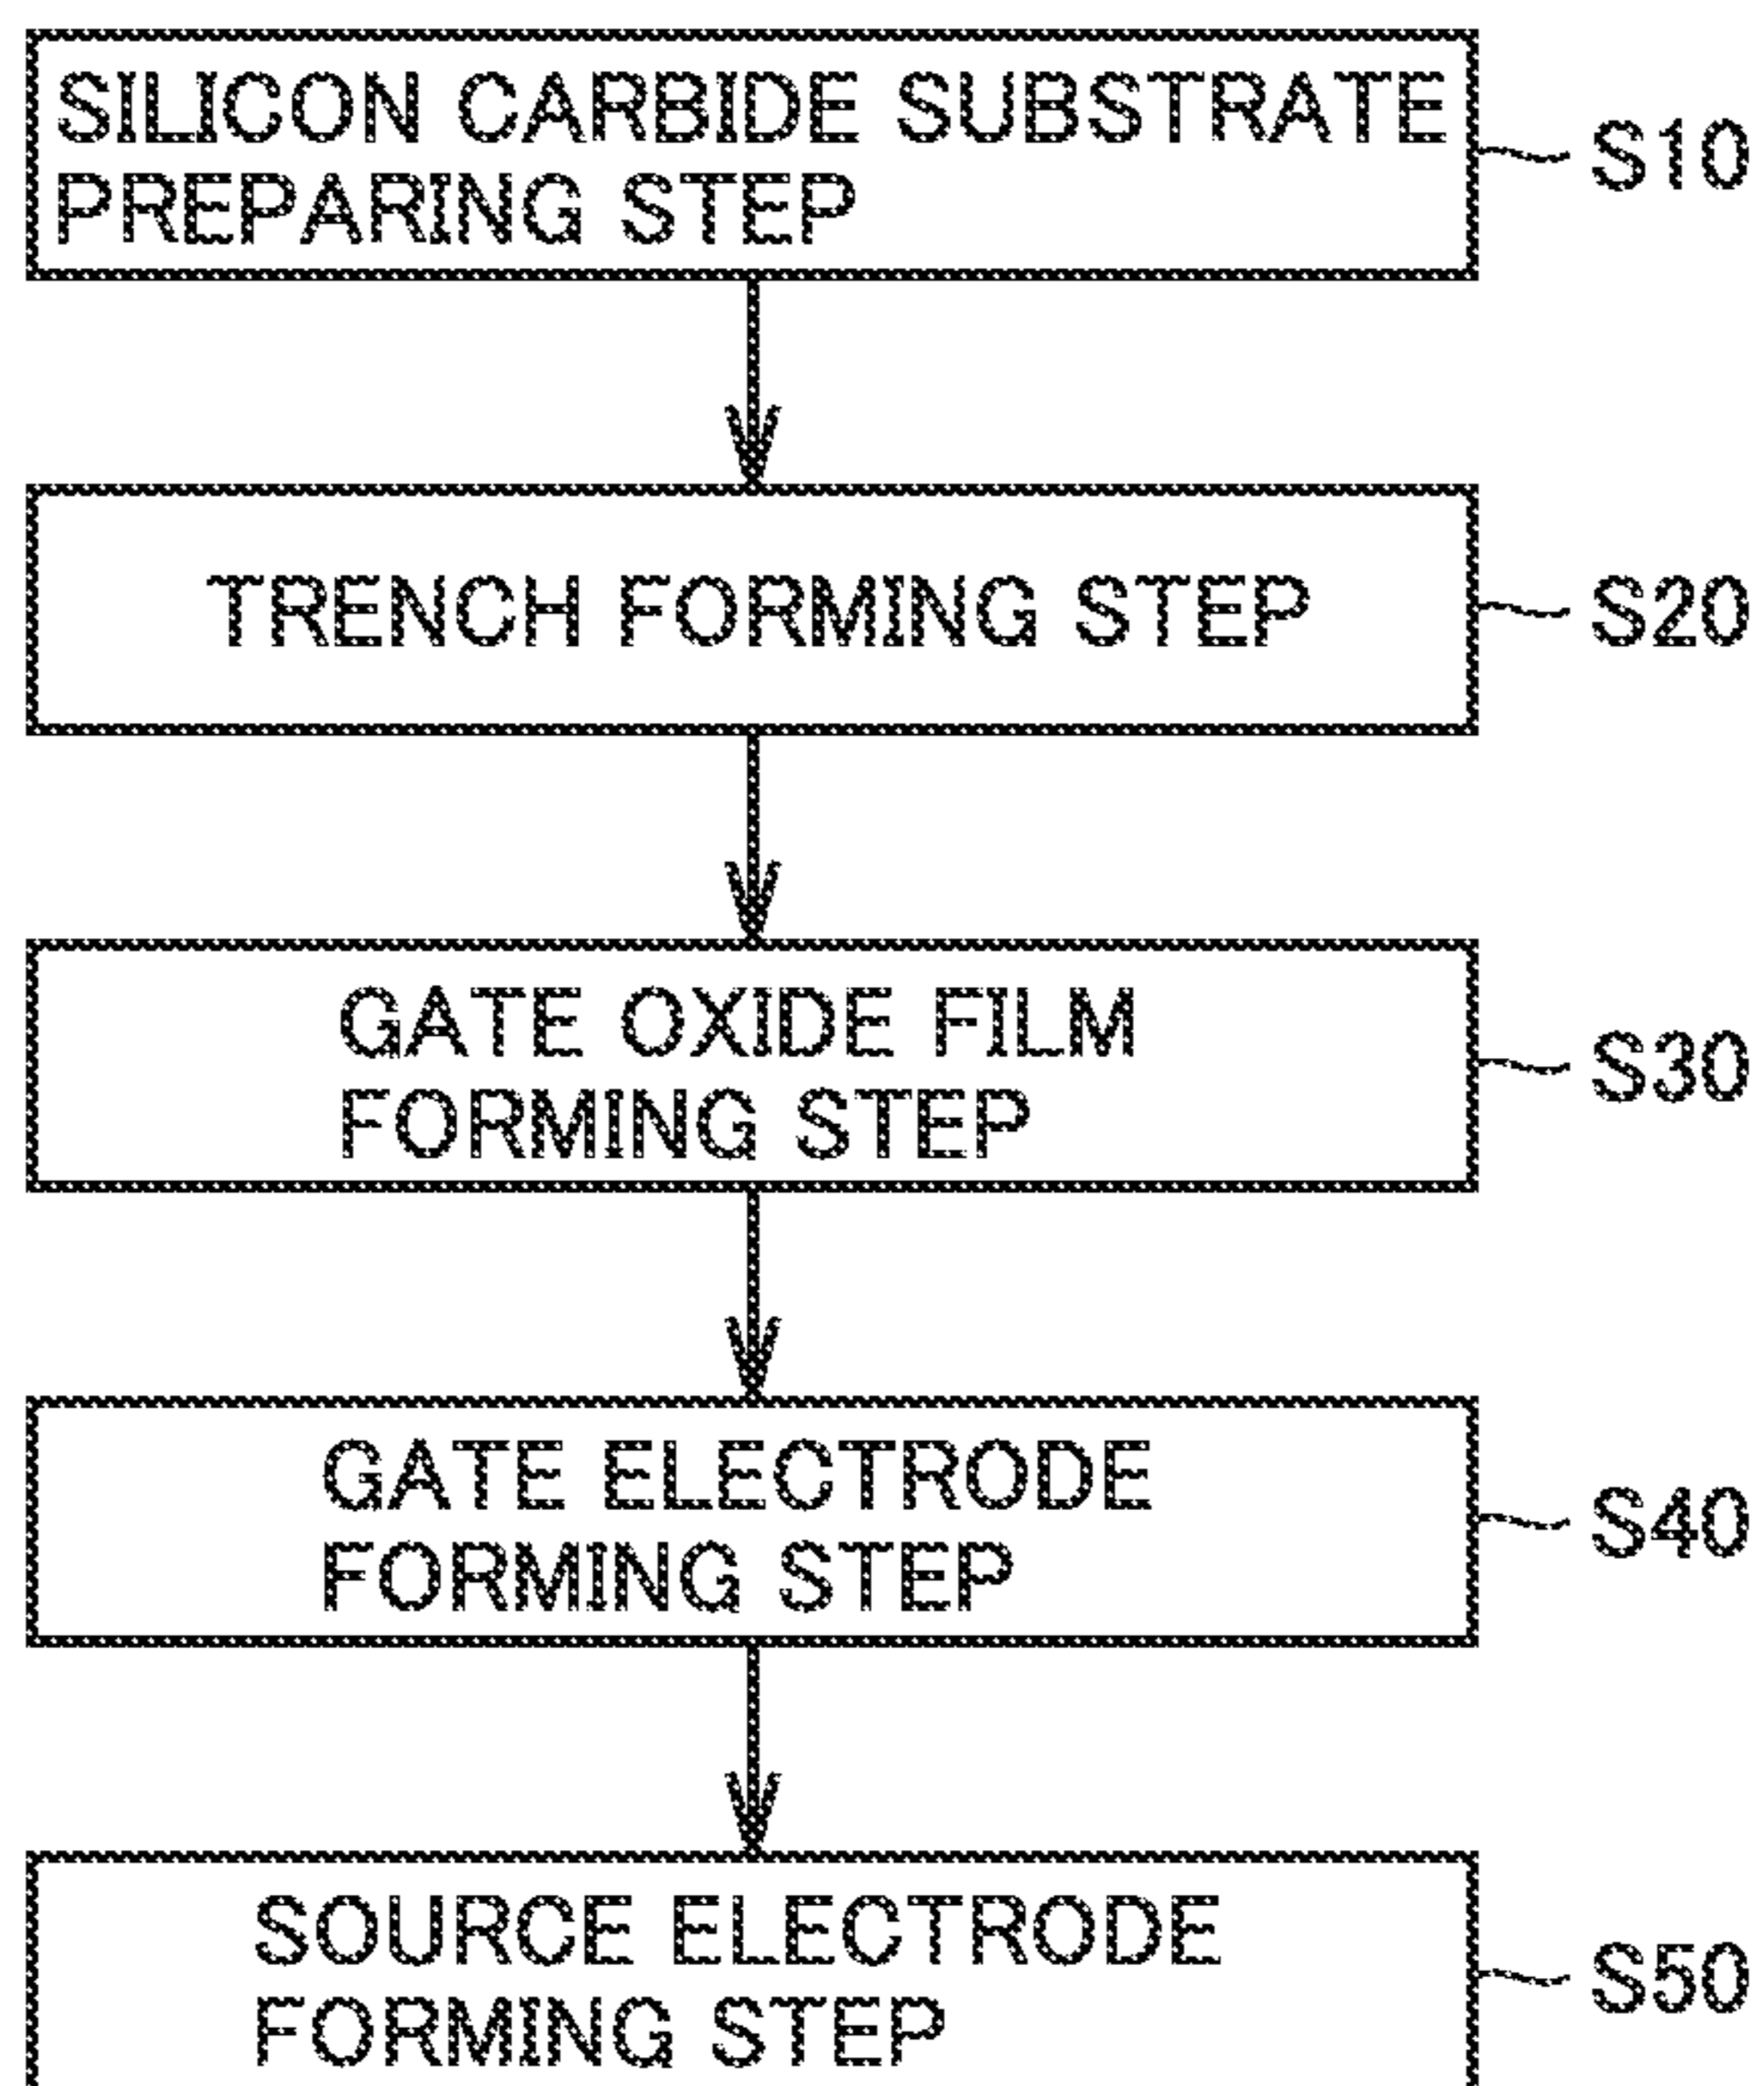 SILICON CARBIDE SUBSTRATE
PREPARING STEP
S10
TRENCH FORMING STEP
S20
GATE OXIDE FILM
FORMING STEP
S30
GATE ELECTRODE
FORMING STEP
S40
SOURCE ELECTRODE
FORMING STEP
S50